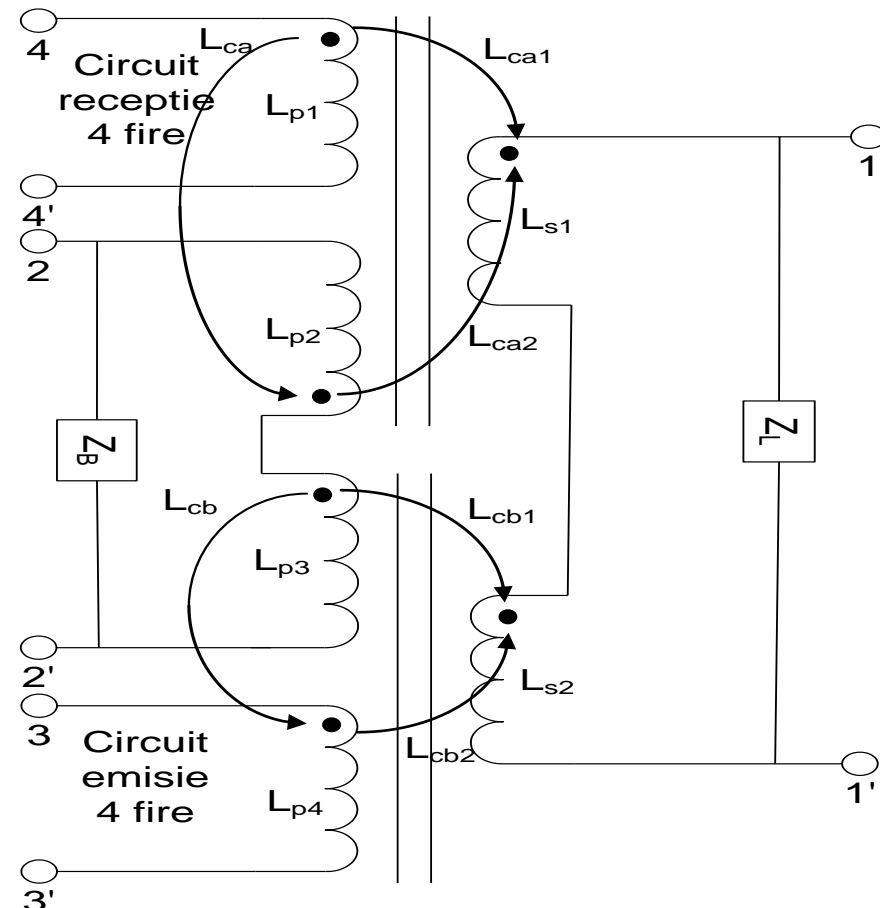 4
Circuit
receptie
4 fire
4'
2
Lca
Lp1
Lca1
1
Ls1
Lp2
Lca2
ZB
ZL
Lcb
Lcb1
Lp3
2'
3
Circuit
emisie
4 fire
3'
Ls2
Lcb2
Lp4
1'